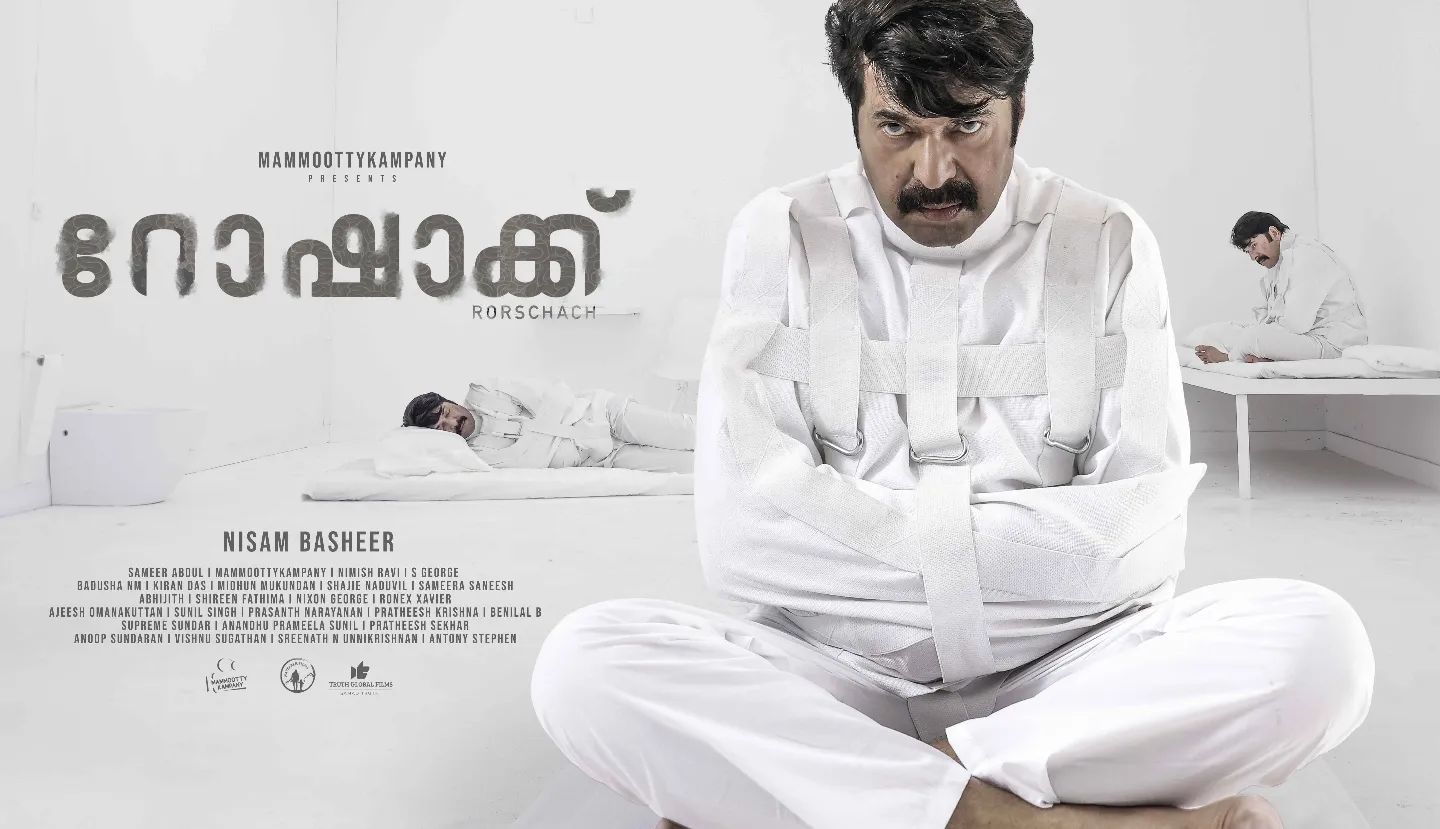 MAMMOOTTYKAMPANY
PRESENTS
റോഷാക്ക്
RORSCHACH
NISAM BASHEER
SAMEER ABDUL I MAMMOOTTYKAMPANY I NIMISH RAVI I S GEORGE
BADUSHA NM I KIRAN DAS I MIDHUN MUKUNDAN I SHAJIE NADUVIL I SAMEERA SANEESH
ABHIJITH I SHIREEN FATHIMA I NIXON GEORGE I RONEX XAVIER
AJEESH OMANAKUTTAN I SUNIL SINGH I PRASANTH NARAYANAN I PRATHEESH KRISHNA I BENILAL B
SUPREME SUNDAR I ANANDHU PRAMEELA SUNIL I PRATHEESH SEKHAR
ANOOP SUNDARAN I VISHNU SUGATHAN I SREENATH N UNNIKRISHNAN I ANTONY STEPHEN
MAMMOOTTY
KAMPANY
TRUTH GLOBAL FILMS